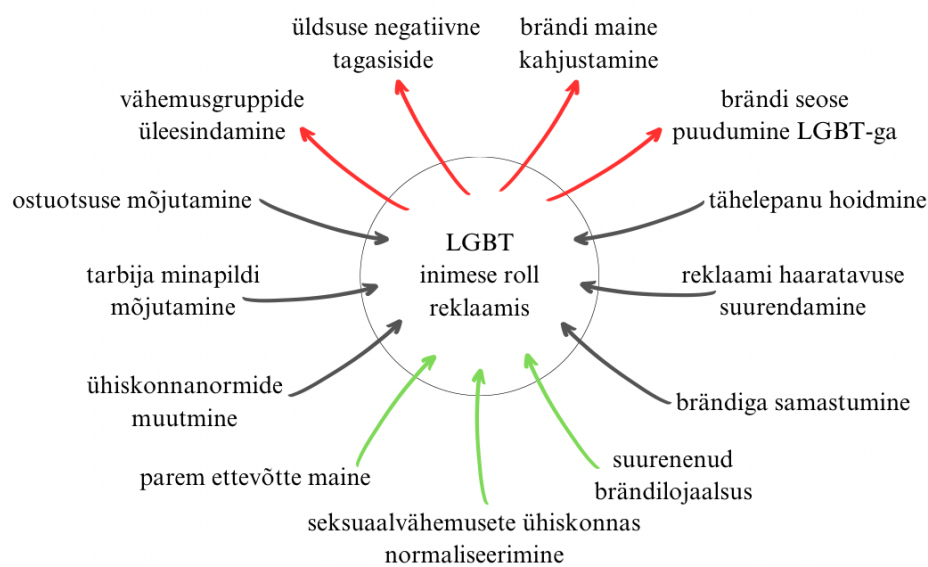 üldsuse negatiivne
tagasiside
brändi maine
kahjustamine
vähemusgruppide
üleesindamine
brändi seose
puudumine LGBT-ga
ostuotsuse mõjutamine
tähelepanu hoidmine
LGBT
inimese roll
reklaamis
tarbija minapildi
mõjutamine
reklaami haaratavuse
suurendamine
ühiskonnanormide
muutmine
brändiga samastumine
parem ettevõtte maine
suurenenud
brändilojaalsus
seksuaalvähemusete ühiskonnas
normaliseerimine